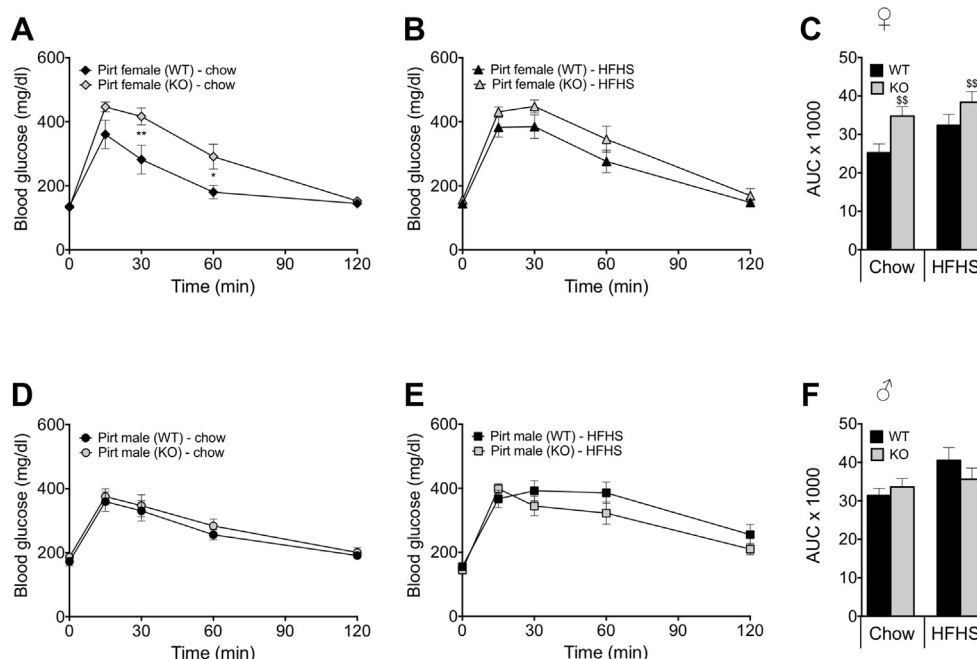 A
Blood glucose (mg/dl)
600
400
200
0
Pirt female (WT) - chow
Pirt female (KO) - chow
**
*
0 30 60 90 120
Time (min)
B
Blood glucose (mg/dl)
600
400
200
0
Pirt female (WT) - HFHS
Pirt female (KO) - HFHS
0 30 60 90 120
Time (min)
C
♀
AUC x 1000
50
40
30
20
10
0
WT
KO
$$ $$
Chow HFHS
D
Blood glucose (mg/dl)
600
400
200
0
Pirt male (WT) - chow
Pirt male (KO) - chow
0 30 60 90 120
Time (min)
E
Blood glucose (mg/dl)
600
400
200
0
Pirt male (WT) - HFHS
Pirt male (KO) - HFHS
0 30 60 90 120
Time (min)
F
♂
AUC x 1000
50
40
30
20
10
0
WT
KO
Chow HFHS